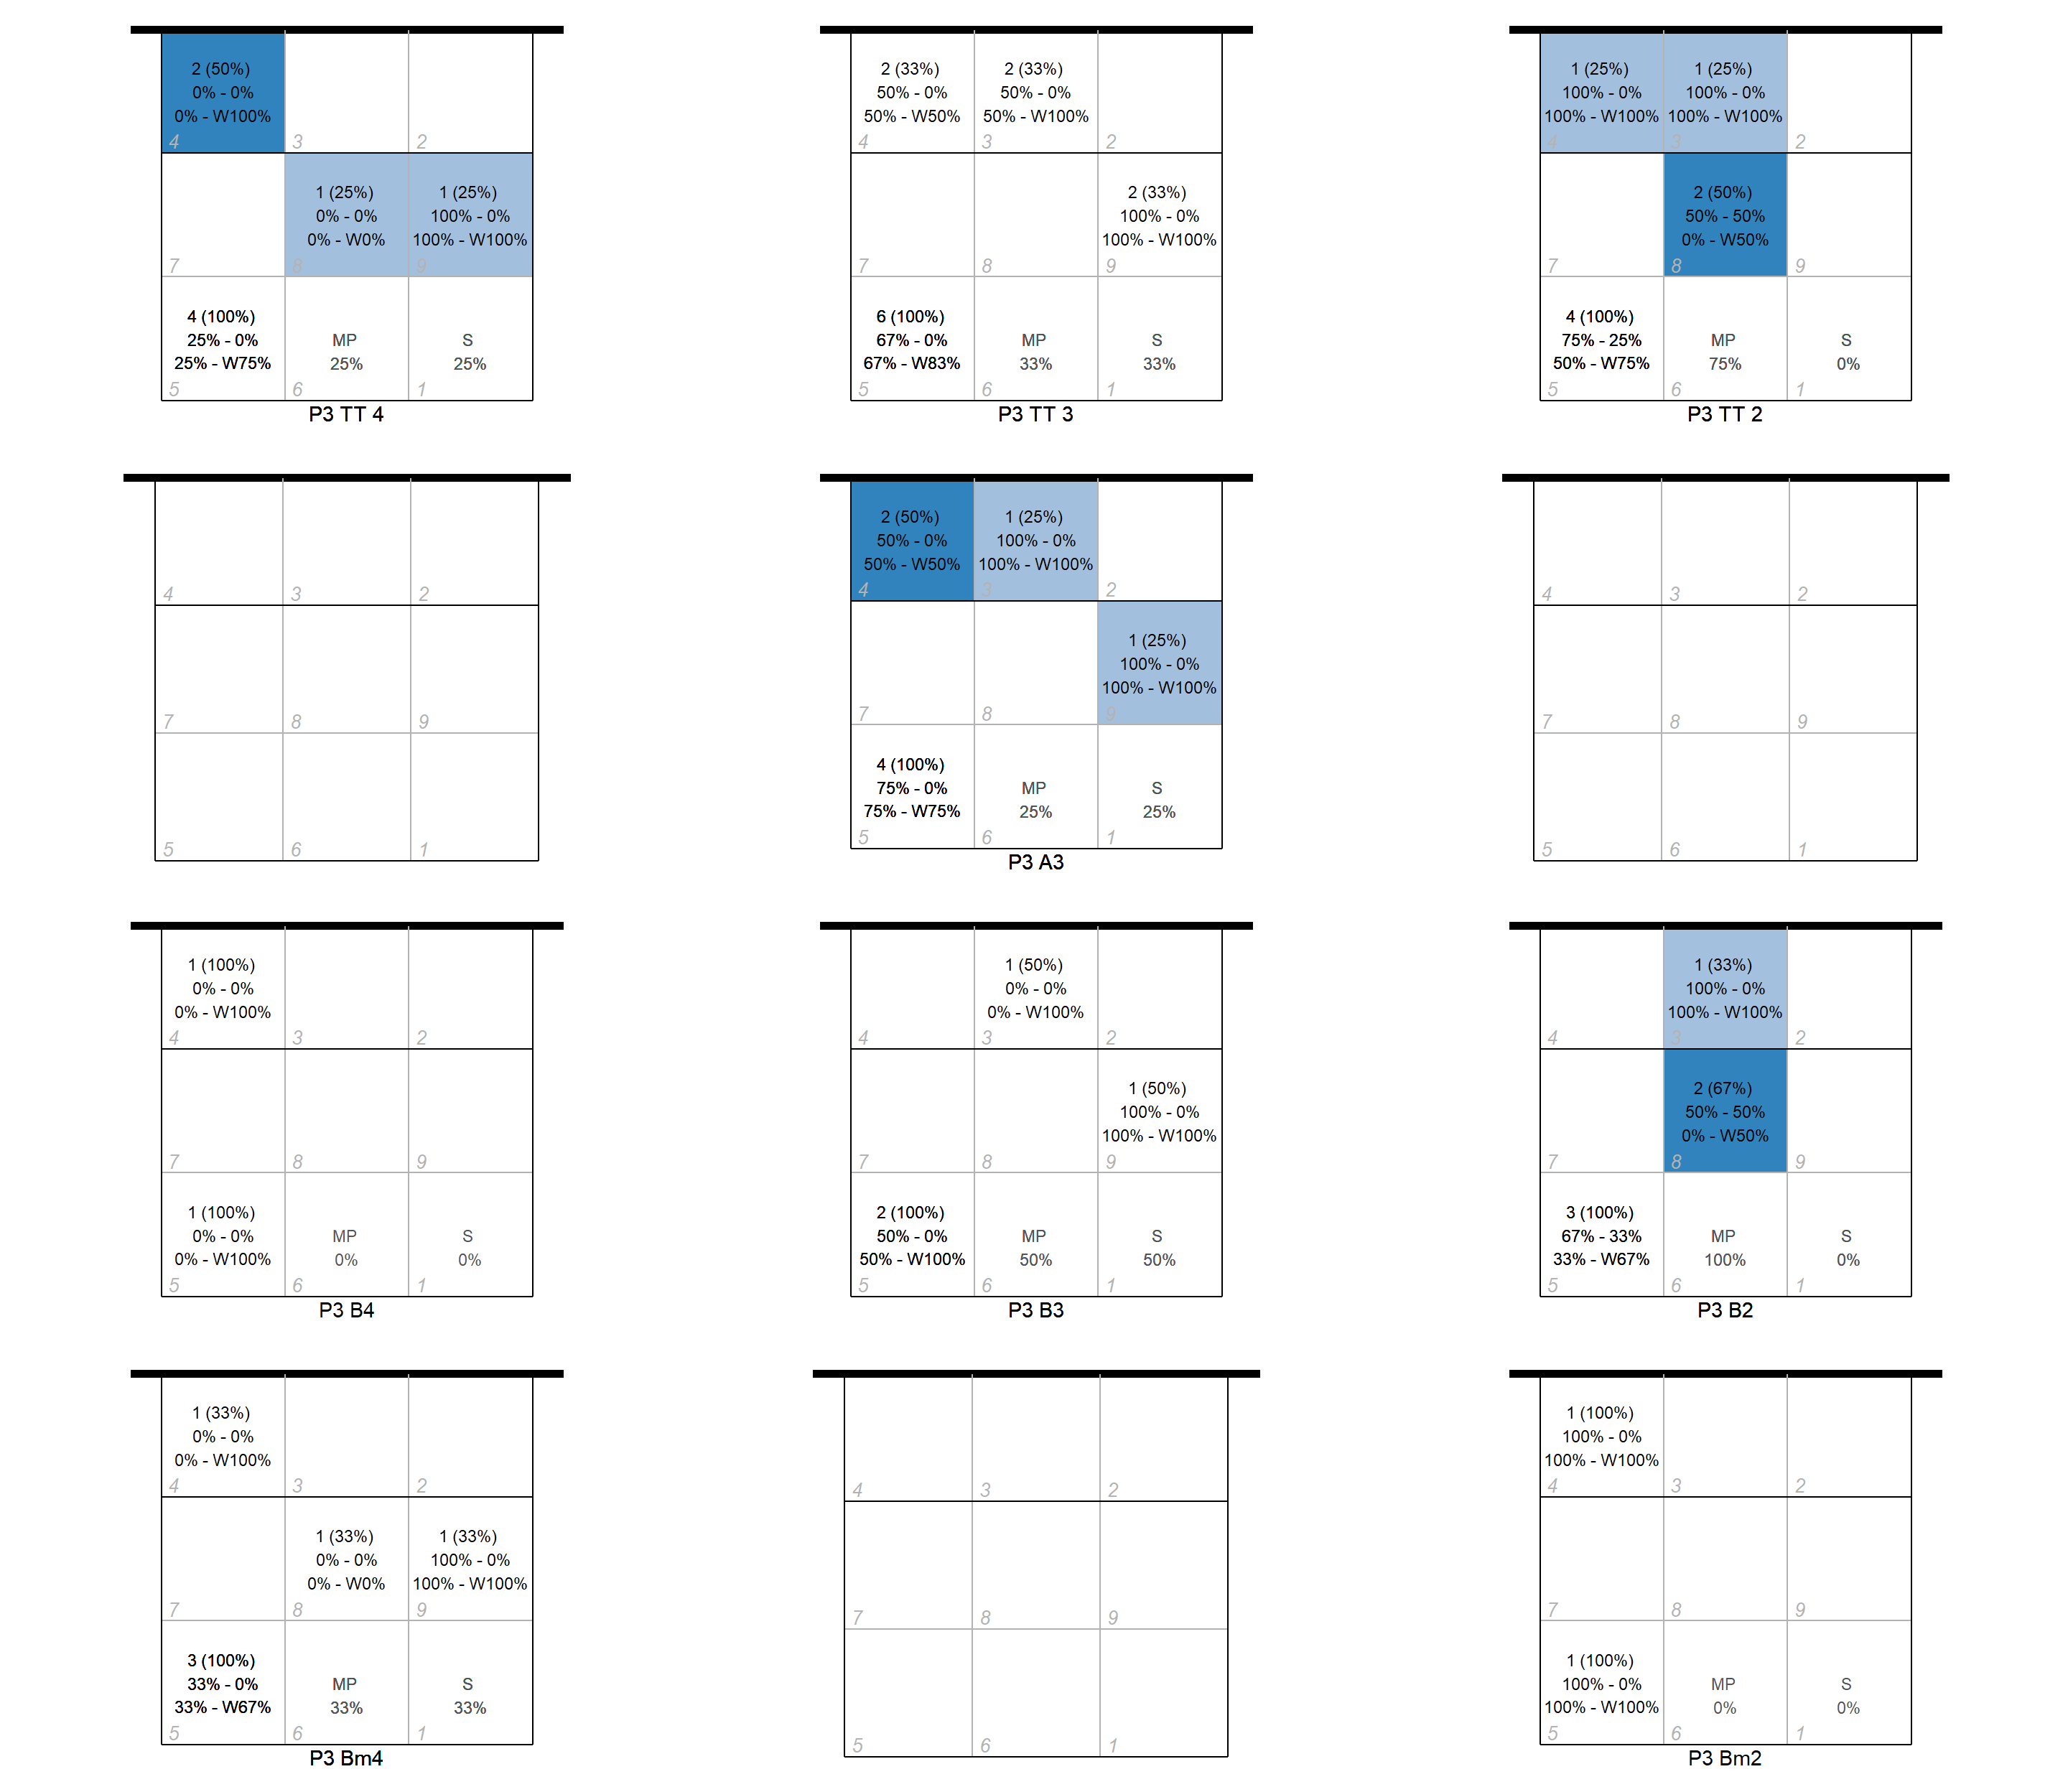 2 (50%)
0% - 0%
0% - W100%
4
3
2
7
1 (25%)
0% - 0%
0% - W0%
8
1 (25%)
100% - 0%
100% - W100%
9
4 (100%)
25% - 0%
25% - W75%
5
MP
25%
6
S
25%
1
P3 TT 4
2 (33%)
50% - 0%
50% - W50%
4
2 (33%)
50% - 0%
50% - W100%
3
2
7
8
2 (33%)
100% - 0%
100% - W100%
9
6 (100%)
67% - 0%
67% - W83%
5
MP
33%
6
S
33%
1
P3 TT 3
1 (25%)
100% - 0%
100% - W100%
4
1 (25%)
100% - 0%
100% - W100%
3
2
7
2 (50%)
50% - 50%
0% - W50%
8
9
4 (100%)
75% - 25%
50% - W75%
5
MP
75%
6
S
0%
1
P3 TT 2
4
3
2
7
8
9
5
6
1
2 (50%)
50% - 0%
50% - W50%
4
1 (25%)
100% - 0%
100% - W100%
3
2
7
8
1 (25%)
100% - 0%
100% - W100%
9
4 (100%)
75% - 0%
75% - W75%
5
MP
25%
6
S
25%
1
P3 A3
4
3
2
7
8
9
5
6
1
1 (100%)
0% - 0%
0% - W100%
4
3
2
7
8
9
1 (100%)
0% - 0%
0% - W100%
5
MP
0%
6
S
0%
1
P3 B4
4
1 (50%)
0% - 0%
0% - W100%
3
2
7
8
1 (50%)
100% - 0%
100% - W100%
9
2 (100%)
50% - 0%
50% - W100%
5
MP
50%
6
S
50%
1
P3 B3
4
1 (33%)
100% - 0%
100% - W100%
3
2
7
2 (67%)
50% - 50%
0% - W50%
8
9
3 (100%)
67% - 33%
33% - W67%
5
MP
100%
6
S
0%
1
P3 B2
1 (33%)
0% - 0%
0% - W100%
4
3
2
7
1 (33%)
0% - 0%
0% - W0%
8
1 (33%)
100% - 0%
100% - W100%
9
3 (100%)
33% - 0%
33% - W67%
5
MP
33%
6
S
33%
1
P3 Bm4
4
3
2
7
8
9
5
6
1
1 (100%)
100% - 0%
100% - W100%
4
3
2
7
8
9
1 (100%)
100% - 0%
100% - W100%
5
MP
0%
6
S
0%
1
P3 Bm2